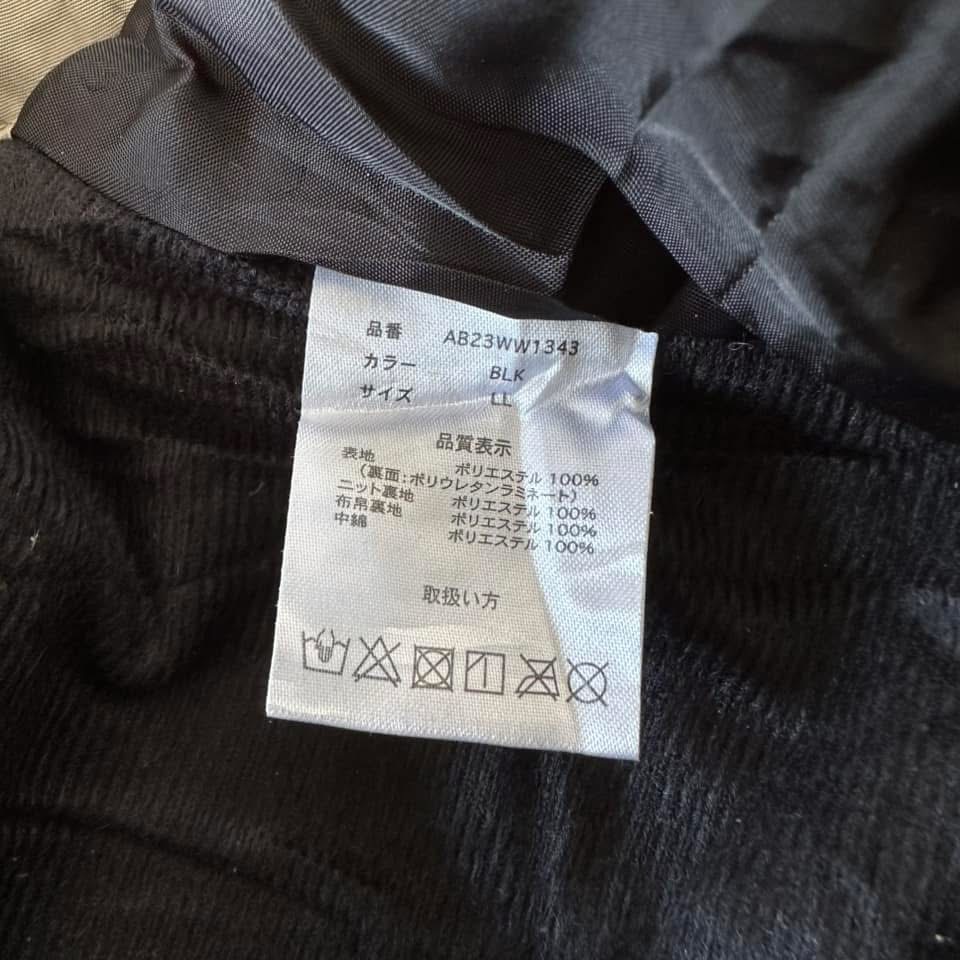 品番 AB23WW1343
カラー BLK
サイズ LL
品質表示
表地 ポリエステル 100%
（裏面：ポリウレタンラミネート）
ニット裏地 ポリエステル 100%
布帛裏地 ポリエステル 100%
中綿 ポリエステル 100%
取扱い方